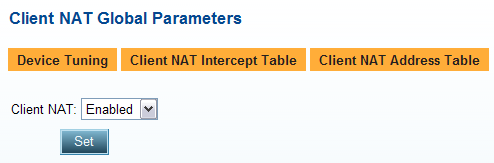 Client NAT Global Parameters
Device Tuning Client NAT Intercept Table Client NAT Address Table
Client NAT: Enabled
Set